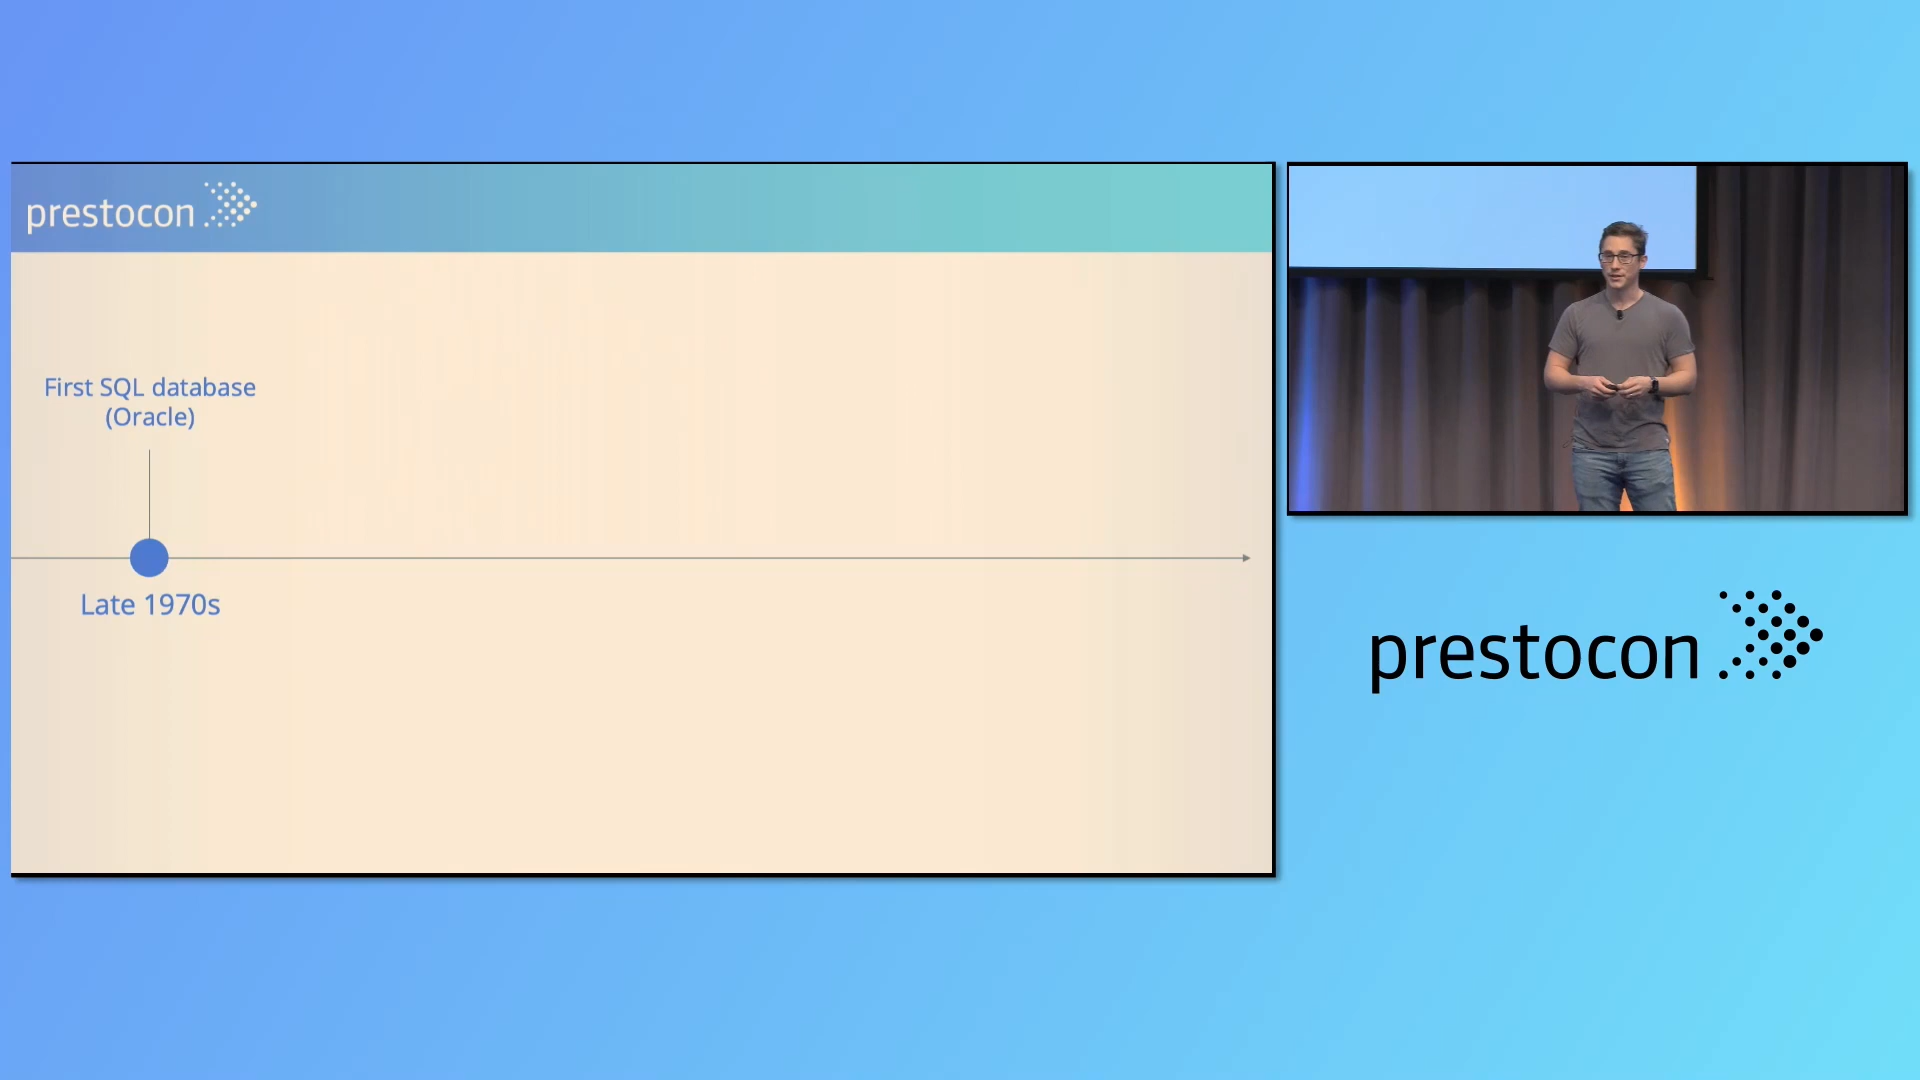 prestocon
First SQL database
(Oracle)
Late 1970s
prestocon